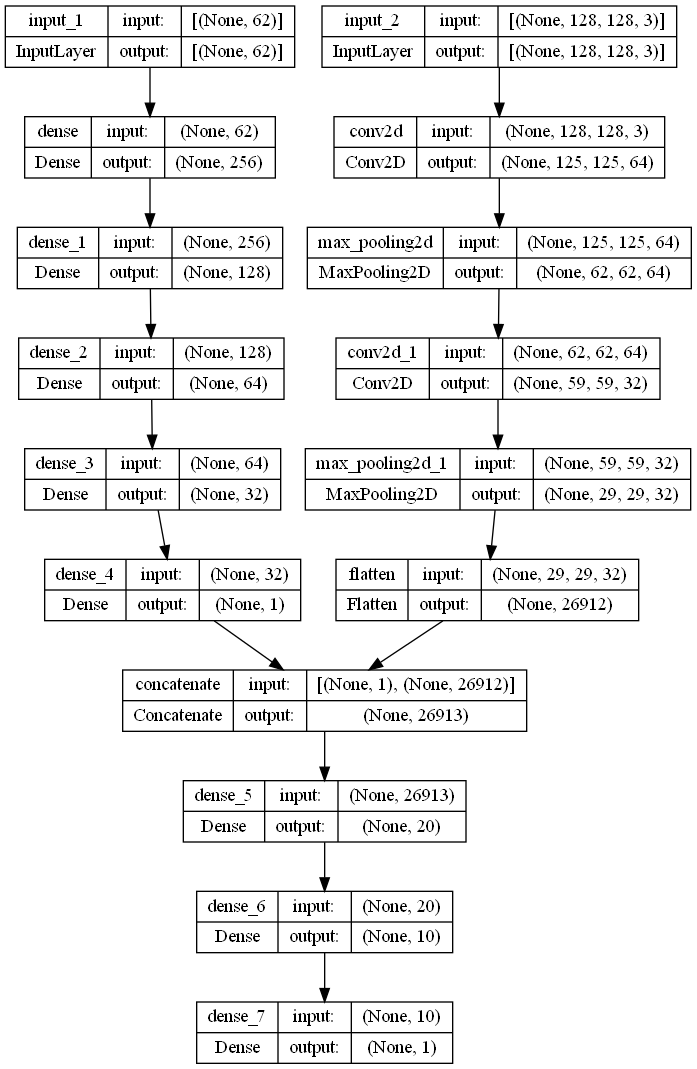 input_1 input: [(None, 62)]
InputLayer output: [(None, 62)]
input_2 input: [(None, 128, 128, 3)]
InputLayer output: [(None, 128, 128, 3)]
dense input: (None, 62)
Dense output: (None, 256)
conv2d input: (None, 128, 128, 3)
Conv2D output: (None, 125, 125, 64)
dense_1 input: (None, 256)
Dense output: (None, 128)
max_pooling2d input: (None, 125, 125, 64)
MaxPooling2D output: (None, 62, 62, 64)
dense_2 input: (None, 128)
Dense output: (None, 64)
conv2d_1 input: (None, 62, 62, 64)
Conv2D output: (None, 59, 59, 32)
dense_3 input: (None, 64)
Dense output: (None, 32)
max_pooling2d_1 input: (None, 59, 59, 32)
MaxPooling2D output: (None, 29, 29, 32)
dense_4 input: (None, 32)
Dense output: (None, 1)
flatten input: (None, 29, 29, 32)
Flatten output: (None, 26912)
concatenate input: [(None, 1), (None, 26912)]
Concatenate output: (None, 26913)
dense_5 input: (None, 26913)
Dense output: (None, 20)
dense_6 input: (None, 20)
Dense output: (None, 10)
dense_7 input: (None, 10)
Dense output: (None, 1)